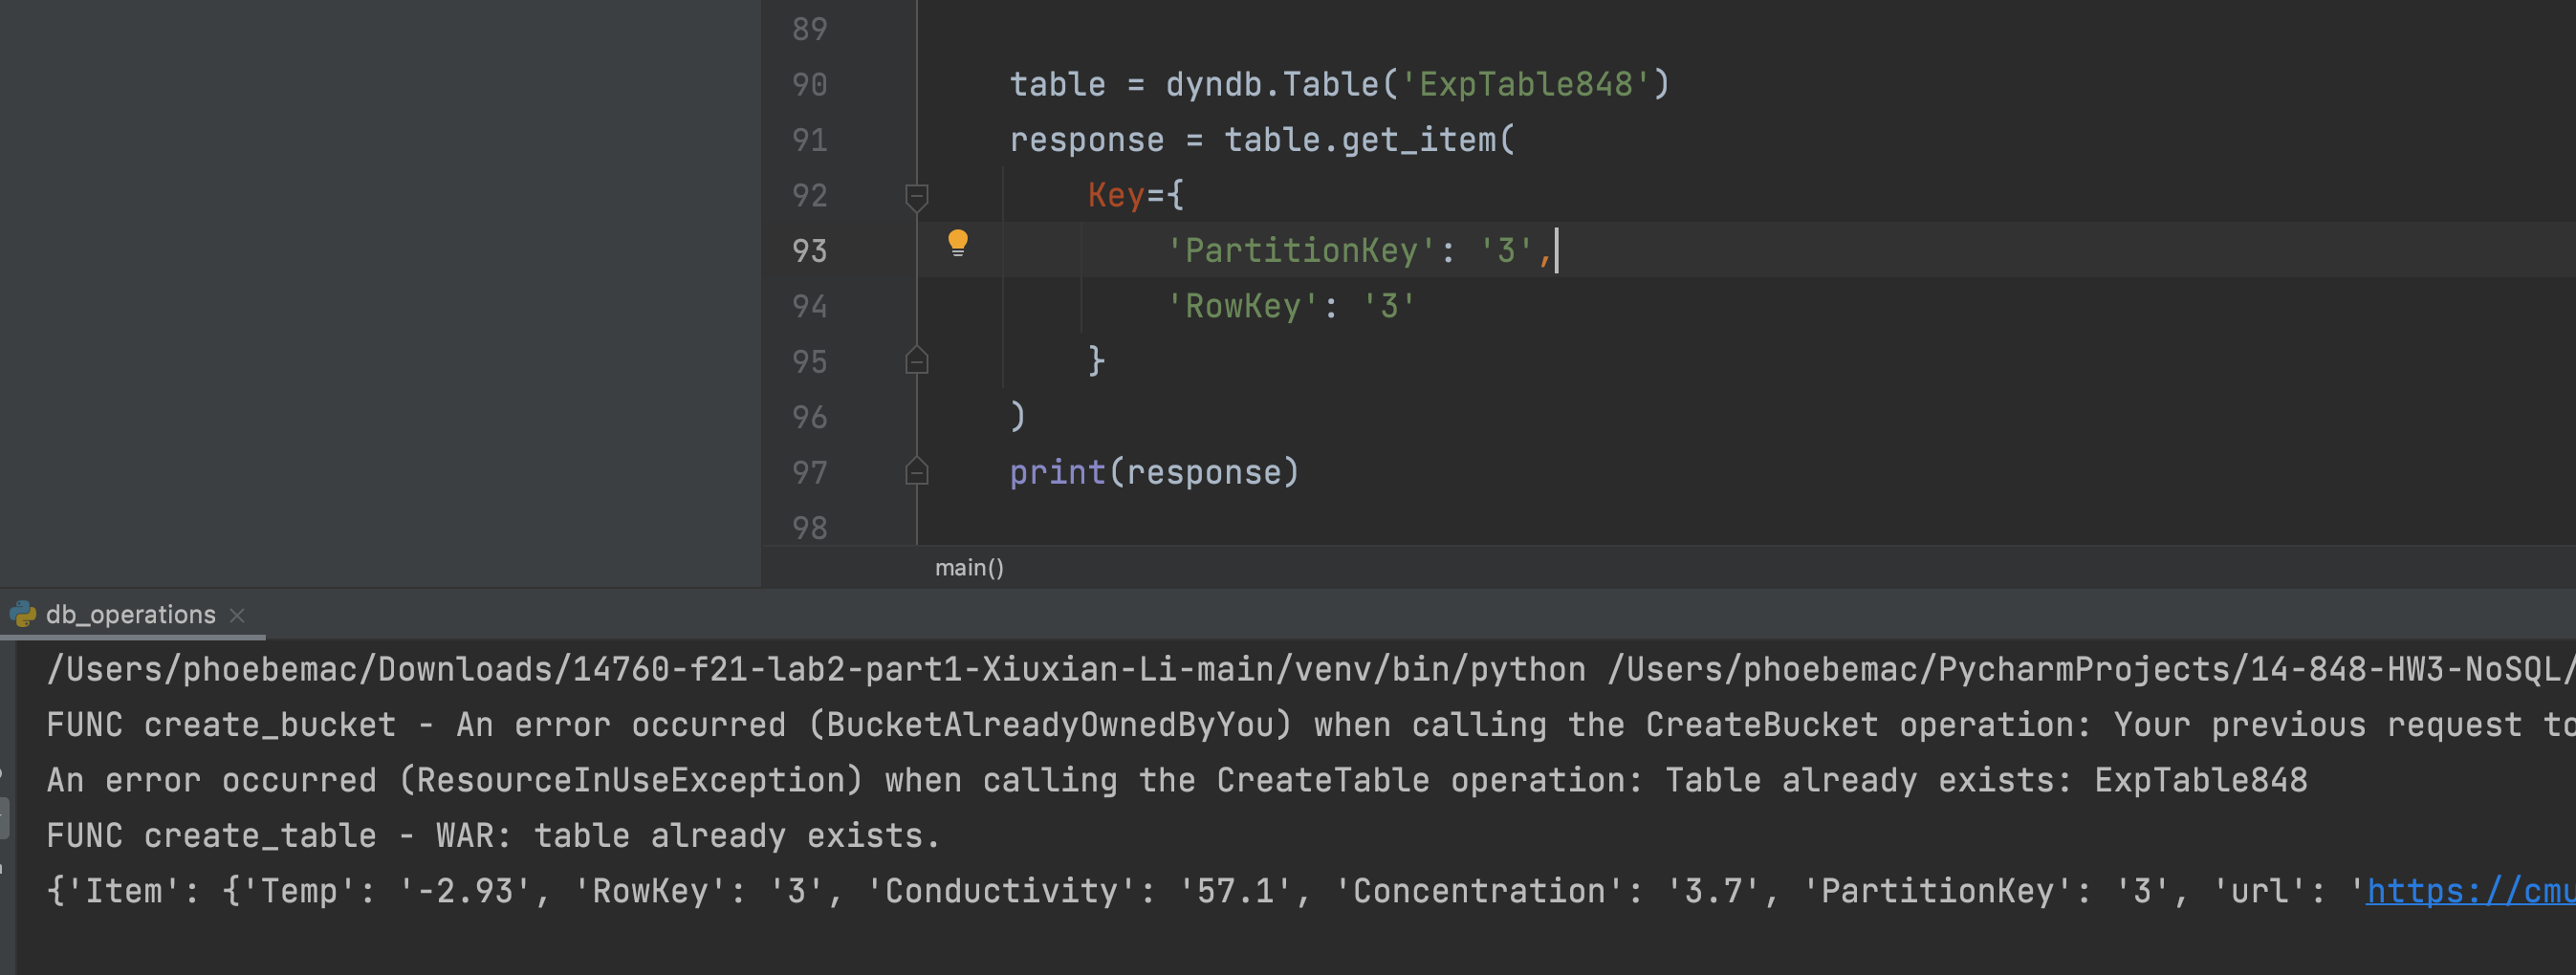 89
90 table = dyndb.Table('ExpTable848')
91 response = table.get_item(
92 Key={
93 'PartitionKey': '3',
94 'RowKey': '3'
95 }
96 )
97 print(response)
98
main()
db_operations
/Users/phoebemac/Downloads/14760-f21-lab2-part1-Xiuxian-Li-main/venv/bin/python /Users/phoebemac/PycharmProjects/14-848-HW3-NoSQL/
FUNC create_bucket - An error occurred (BucketAlreadyOwnedByYou) when calling the CreateBucket operation: Your previous request to
An error occurred (ResourceInUseException) when calling the CreateTable operation: Table already exists: ExpTable848
FUNC create_table - WAR: table already exists.
{'Item': {'Temp': '-2.93', 'RowKey': '3', 'Conductivity': '57.1', 'Concentration': '3.7', 'PartitionKey': '3', 'url': 'https://cmu